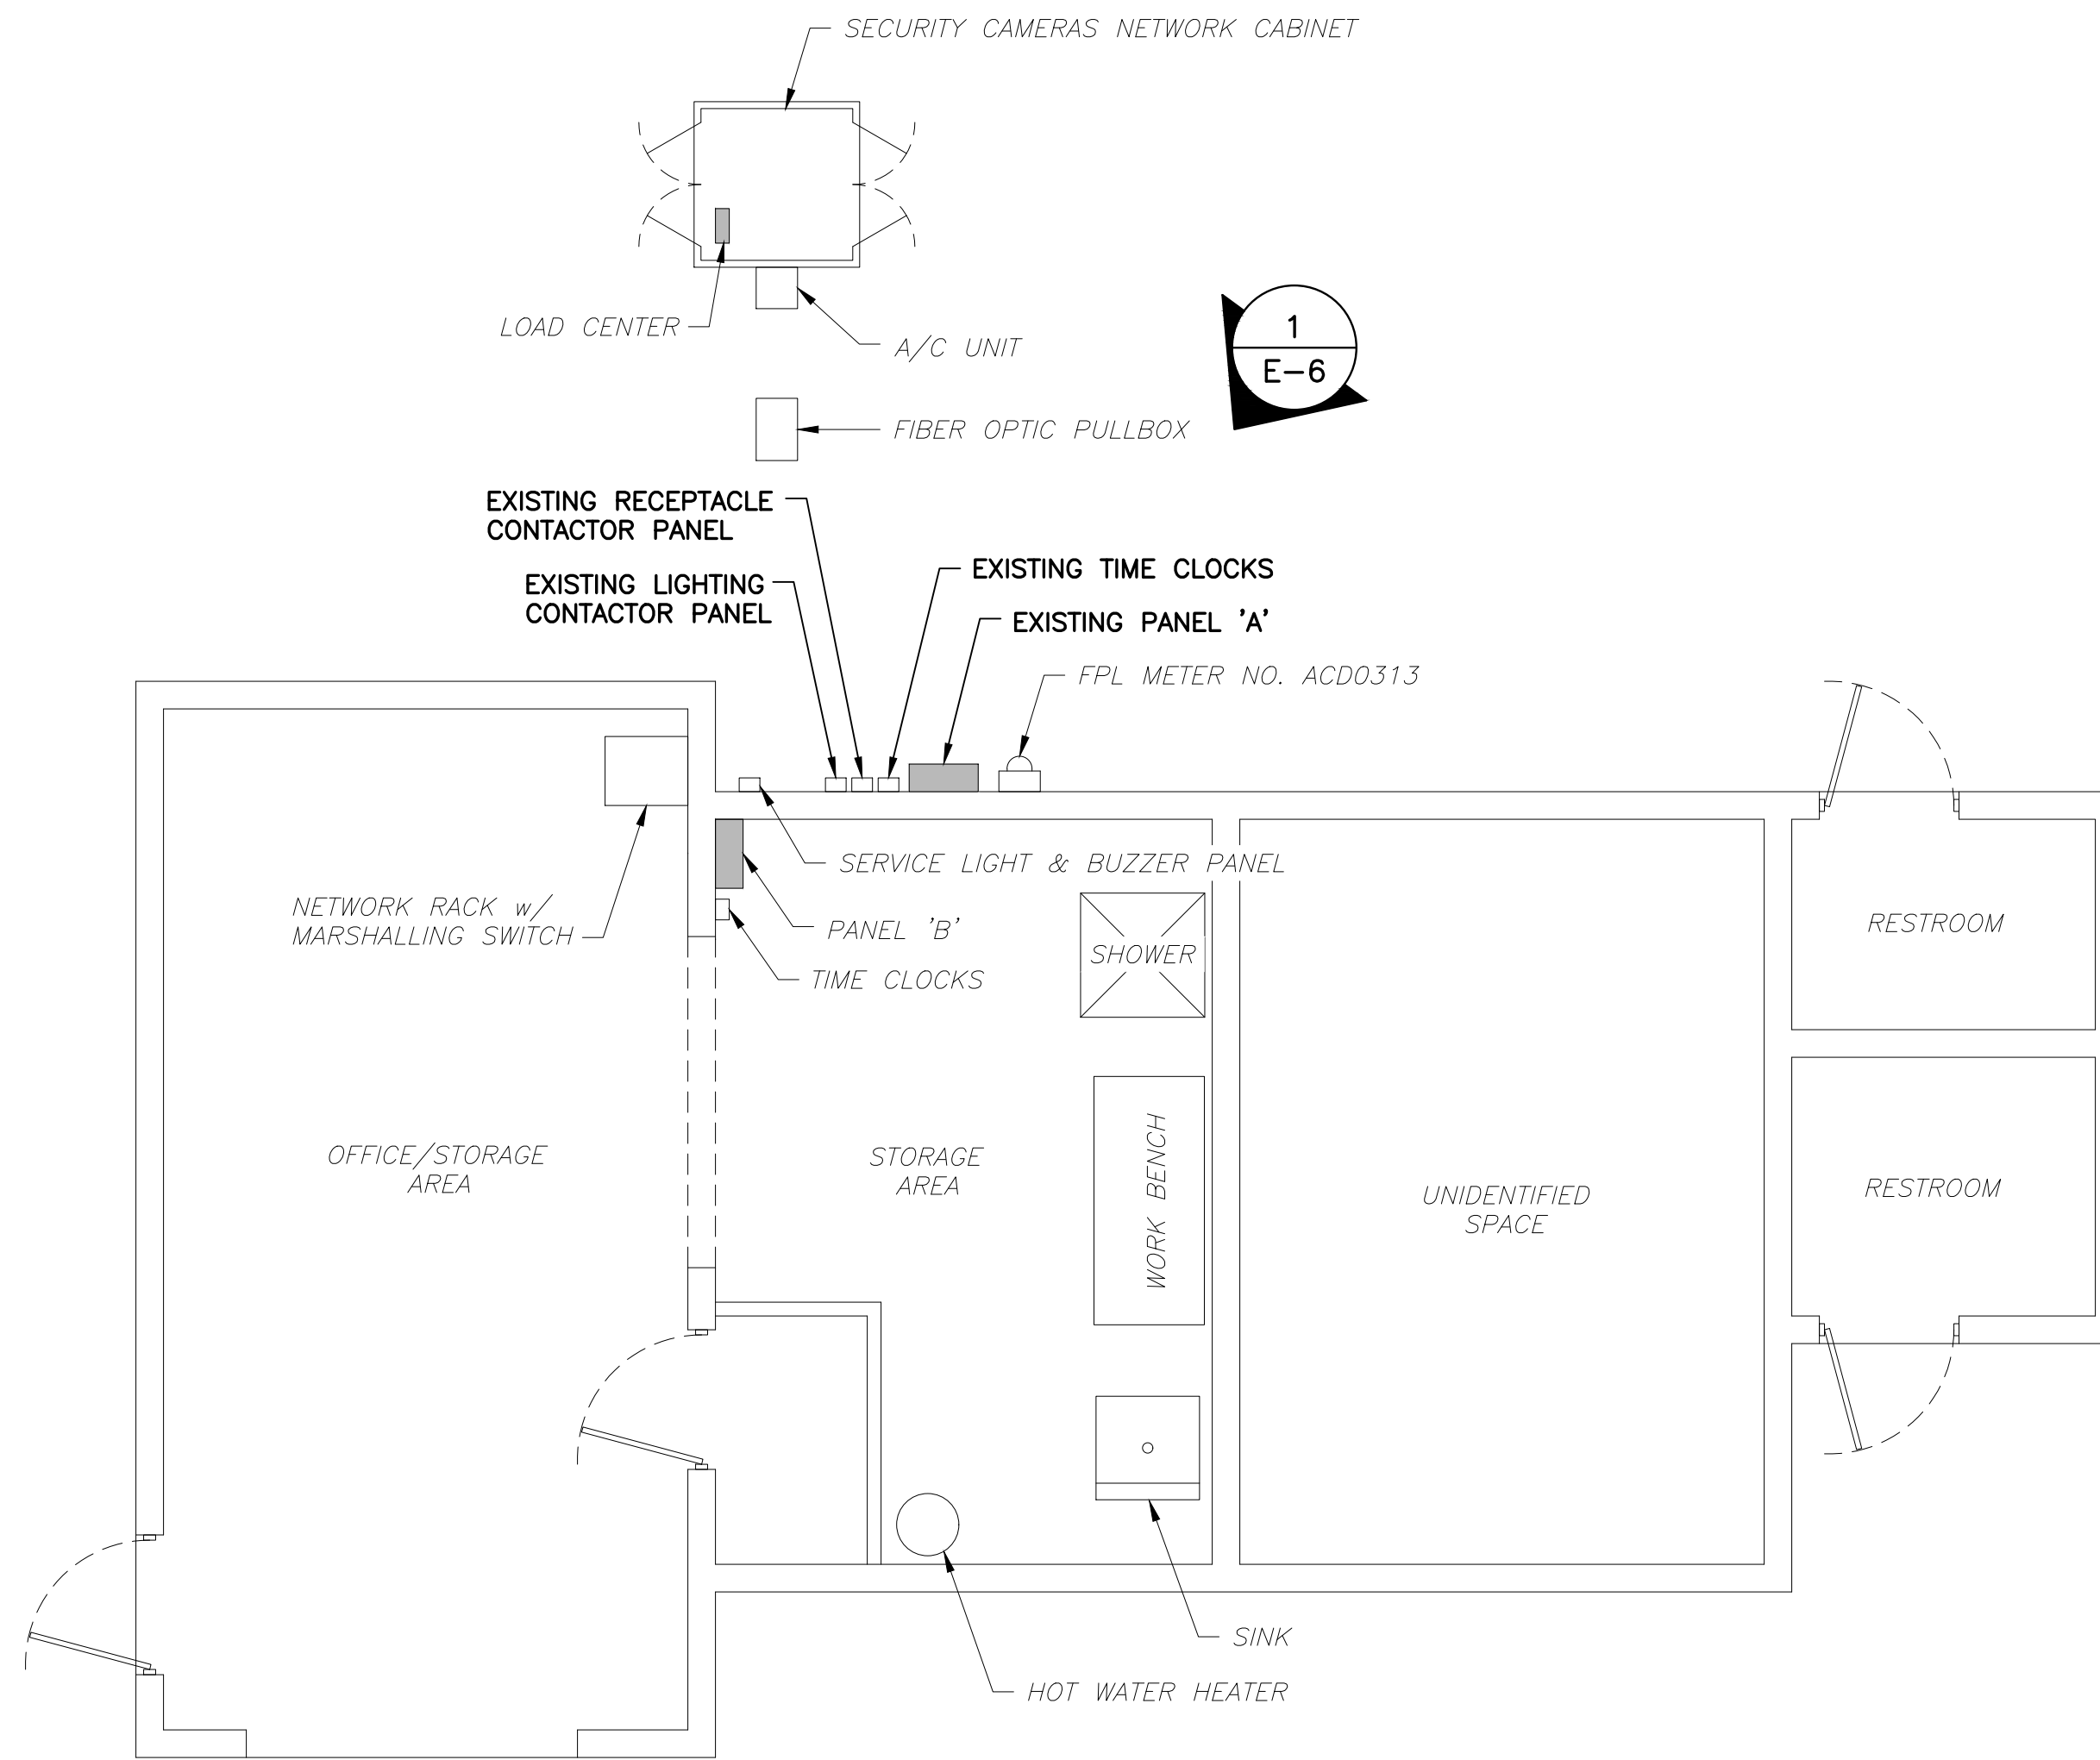 SECURITY CAMERAS NETWORK CABINET
LOAD CENTER
A/C UNIT
1
E-6
FIBER OPTIC PULLBOX
EXISTING RECEPTACLE
CONTACTOR PANEL
EXISTING LIGHTING
CONTACTOR PANEL
EXISTING TIME CLOCKS
EXISTING PANEL 'A'
FPL METER NO. ACD0313
SERVICE LIGHT & BUZZER PANEL
NETWORK RACK w/
MARSHALLING SWITCH
PANEL 'B'
TIME CLOCKS
SHOWER
RESTROOM
OFFICE/STORAGE
AREA
STORAGE
AREA
WORK BENCH
UNIDENTIFIED
SPACE
RESTROOM
SINK
HOT WATER HEATER